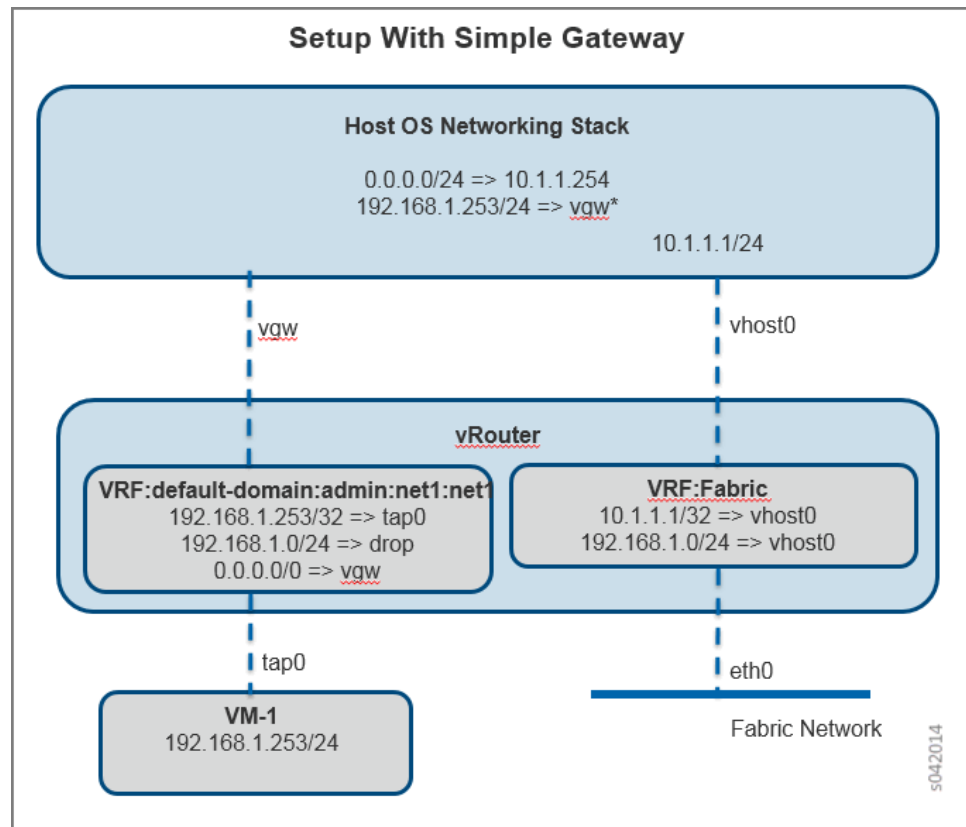 Setup With Simple Gateway
Host OS Networking Stack
0.0.0.0/24 => 10.1.1.254
192.168.1.253/24 => vgw*
10.1.1.1/24
vgw
vhost0
vRouter
VRF:default-domain:admin:net1:net1
192.168.1.253/32 => tap0
192.168.1.0/24 => drop
0.0.0.0/0 => vgw
VRF:Fabric
10.1.1.1/32 => vhost0
192.168.1.0/24 => vhost0
tap0
eth0
VM-1
192.168.1.253/24
Fabric Network
s042014